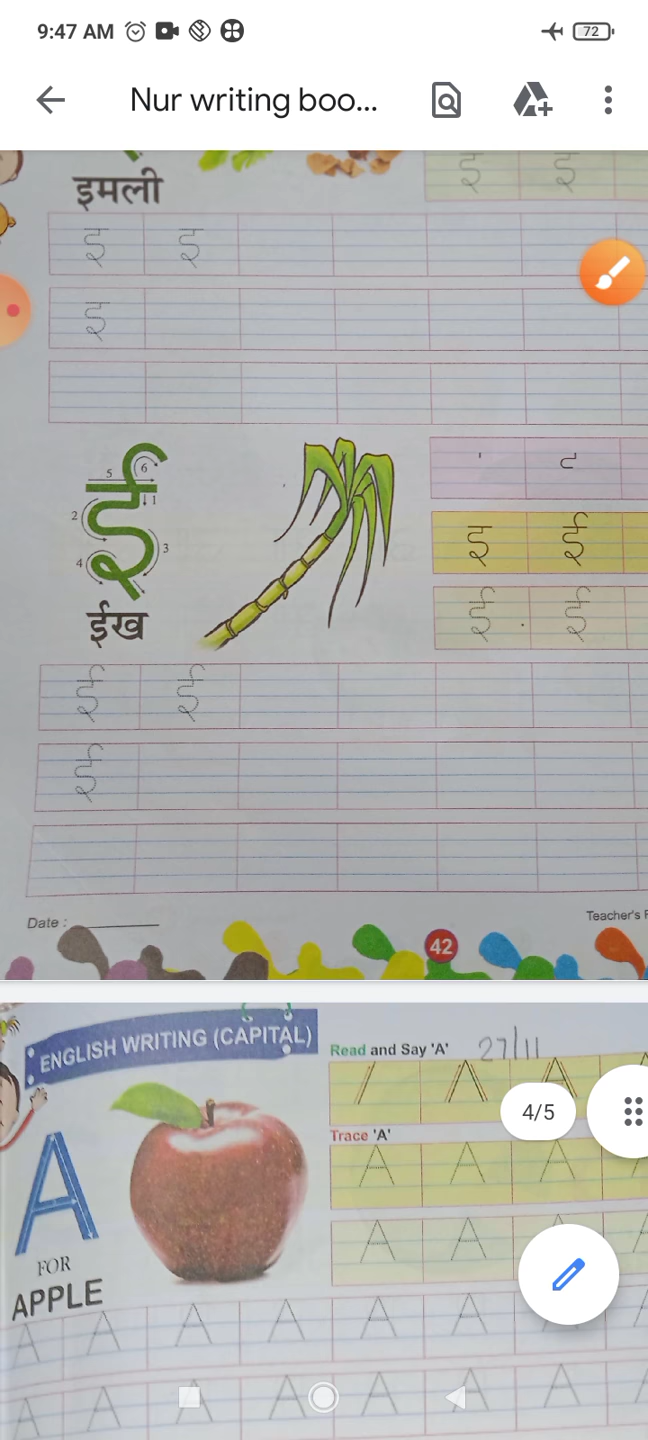 9:47 AM 72
Nur writing boo...
इमली
इ इ
इ इ
इ
5 6
1
2
3
4
ई ई
ई ई
ईख
ई ई
ई
Date :
Teacher's
42
ENGLISH WRITING (CAPITAL)
Read and Say 'A' 27/11
A A
4/5
Trace 'A'
A A A
A
A A
FOR
APPLE
A A A A A A
A A A A A A A